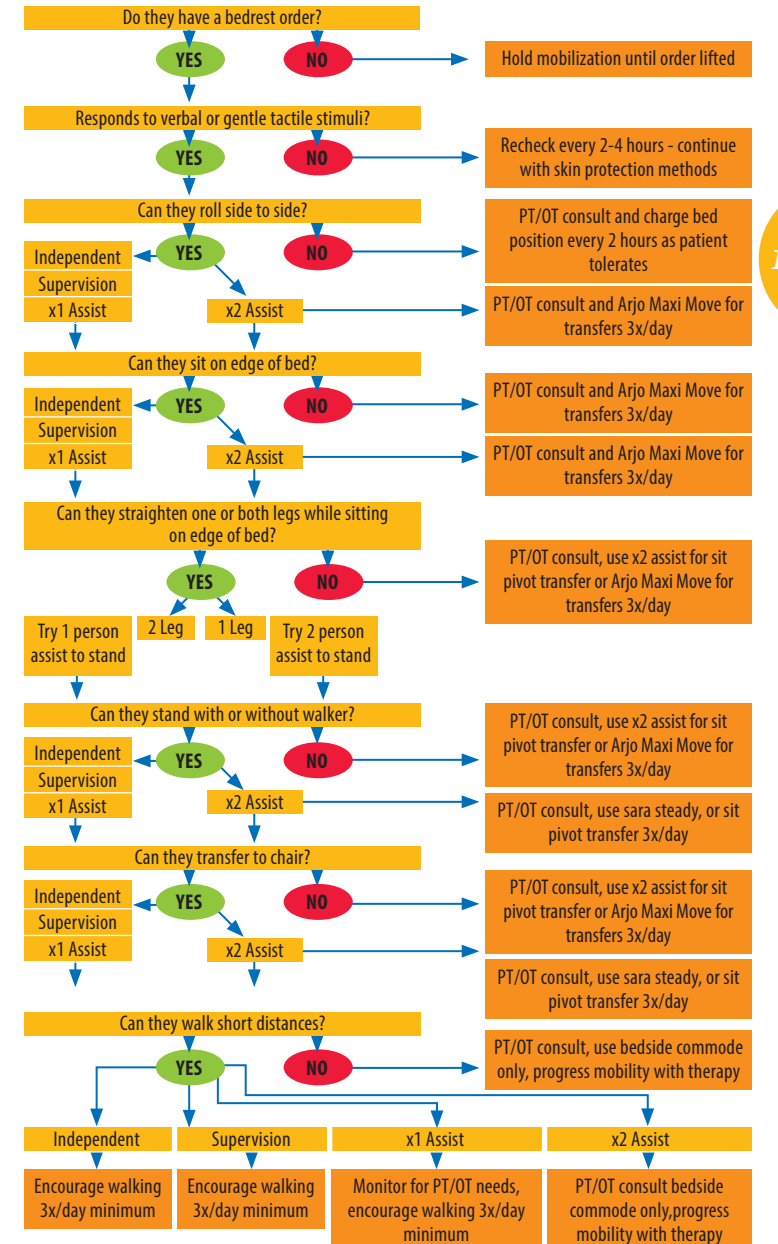 Do they have a bedrest order?
YES
NO
Hold mobilization until order lifted
Responds to verbal or gentle tactile stimuli?
YES
NO
Recheck every 2-4 hours - continue
with skin protection methods
Can they roll side to side?
YES
NO
PT/OT consult and charge bed
position every 2 hours as patient
tolerates
Independent
Supervision
x1 Assist
x2 Assist
PT/OT consult and Arjo Maxi Move for
transfers 3x/day
Can they sit on edge of bed?
YES
NO
PT/OT consult and Arjo Maxi Move for
transfers 3x/day
Independent
Supervision
x1 Assist
x2 Assist
PT/OT consult and Arjo Maxi Move for
transfers 3x/day
Can they straighten one or both legs while sitting
on edge of bed?
YES
NO
PT/OT consult, use x2 assist for sit
pivot transfer or Arjo Maxi Move for
transfers 3x/day
Try 1 person
assist to stand
2 Leg
1 Leg
Try 2 person
assist to stand
Can they stand with or without walker?
YES
NO
PT/OT consult, use x2 assist for sit
pivot transfer or Arjo Maxi Move for
transfers 3x/day
Independent
Supervision
x1 Assist
x2 Assist
PT/OT consult, use sara steady, or sit
pivot transfer 3x/day
Can they transfer to chair?
YES
NO
PT/OT consult, use x2 assist for sit
pivot transfer or Arjo Maxi Move for
transfers 3x/day
Independent
Supervision
x1 Assist
x2 Assist
PT/OT consult, use sara steady, or sit
pivot transfer 3x/day
Can they walk short distances?
YES
NO
PT/OT consult, use bedside commode
only, progress mobility with therapy
Independent
Supervision
x1 Assist
x2 Assist
Encourage walking
3x/day minimum
Encourage walking
3x/day minimum
Monitor for PT/OT needs,
encourage walking 3x/day
minimum
PT/OT consult bedside
commode only,progress
mobility with therapy